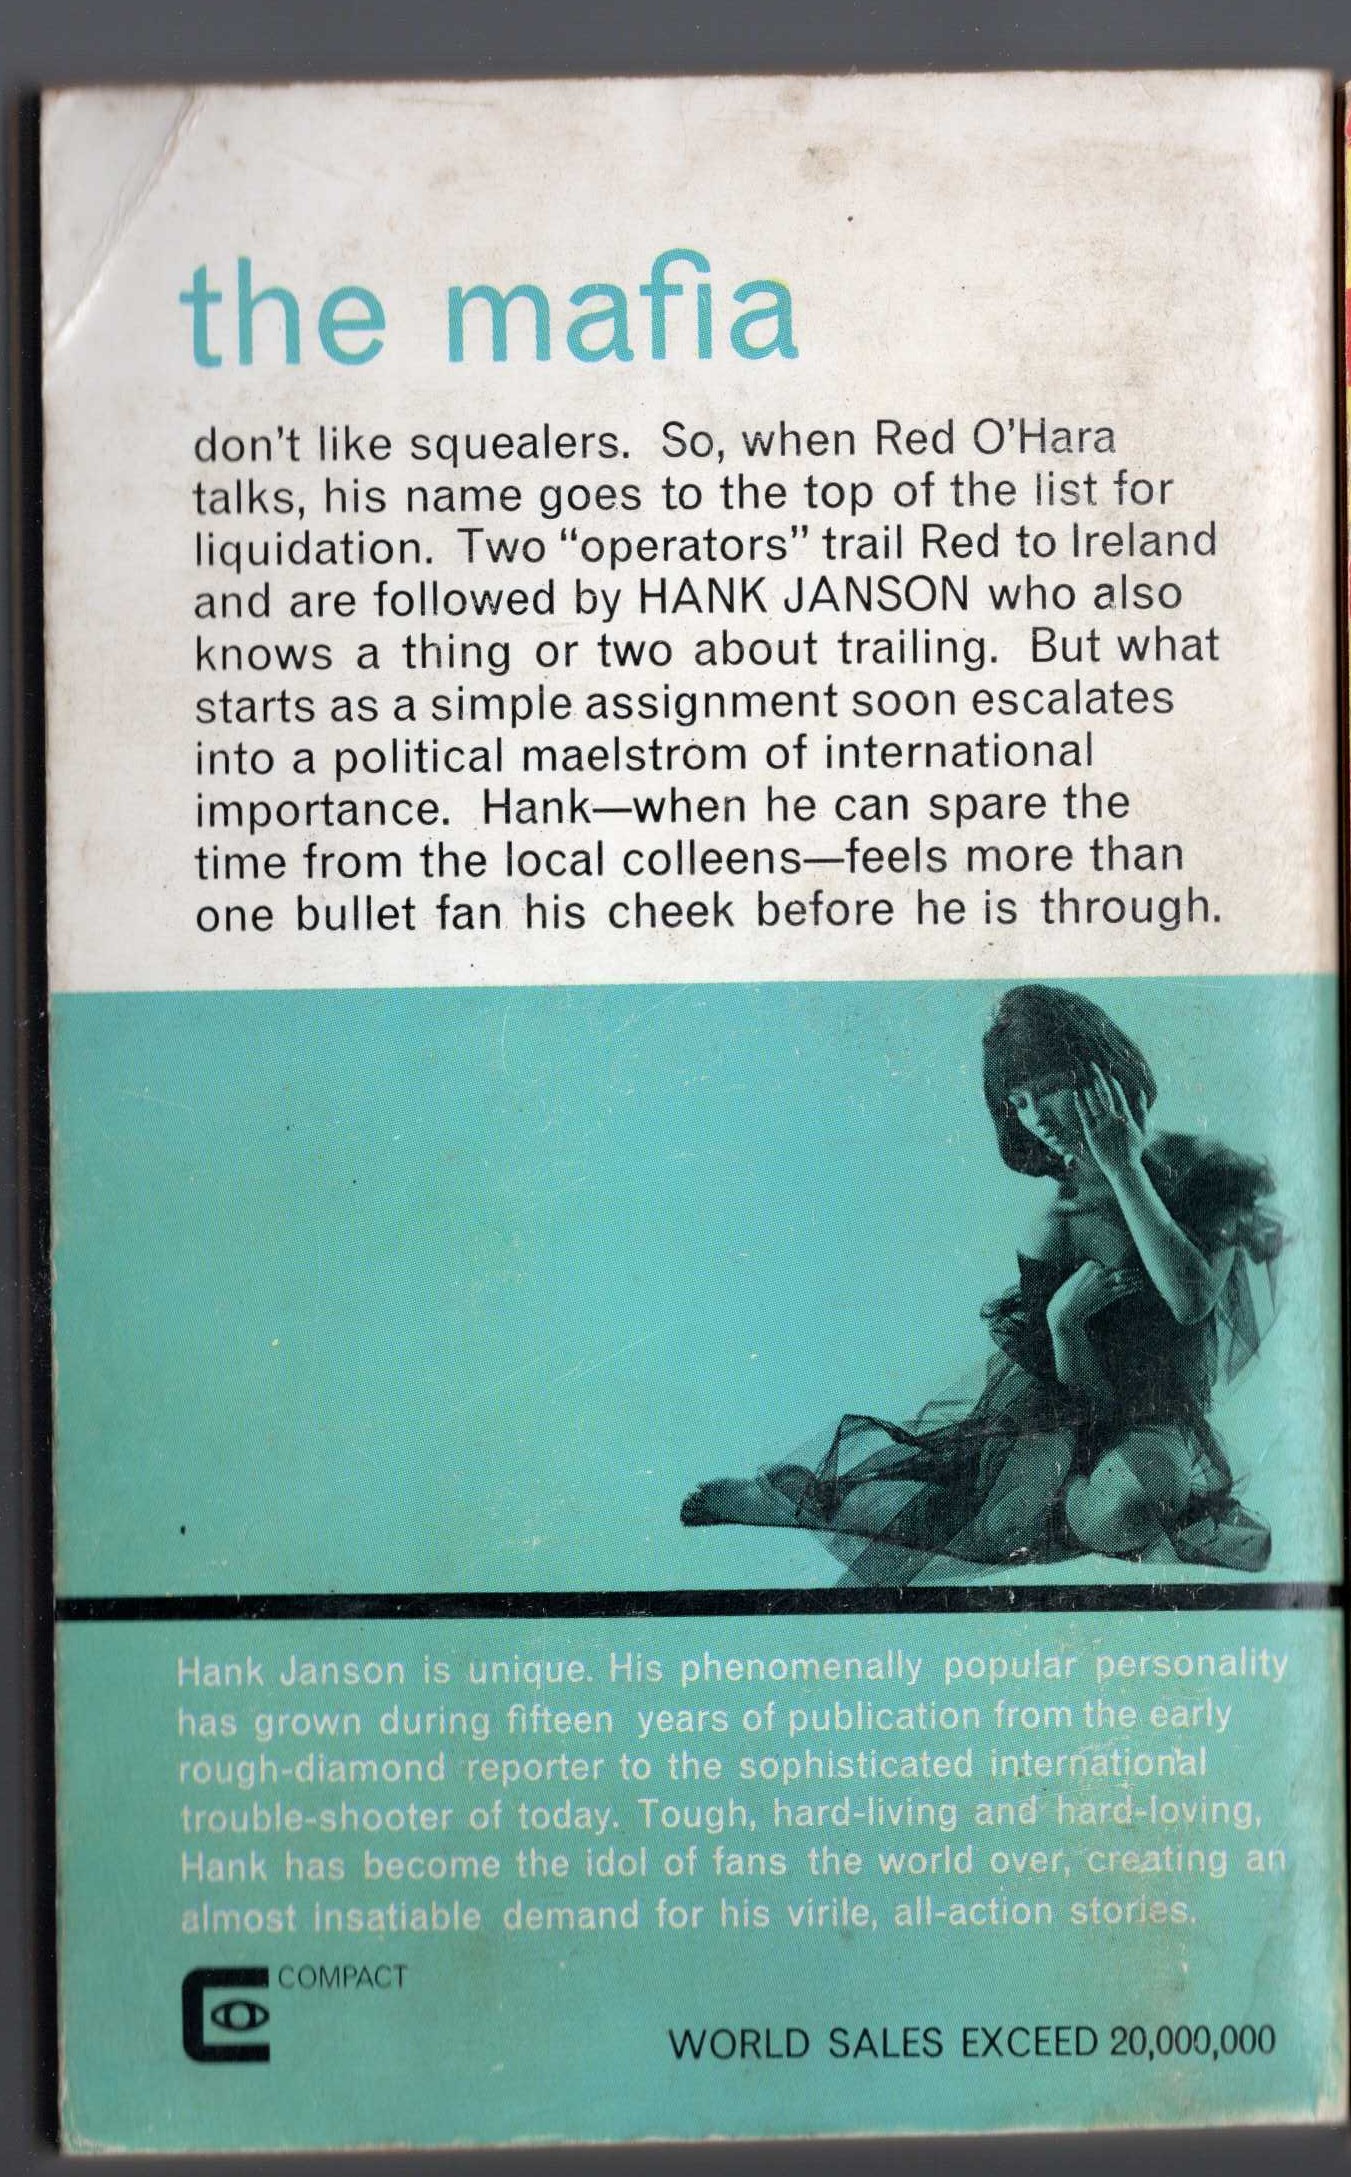 the mafia
don't like squealers. So, when Red O'Hara
talks, his name goes to the top of the list for
liquidation. Two “operators” trail Red to Ireland
and are followed by HANK JANSON who also
knows a thing or two about trailing. But what
starts as a simple assignment soon escalates
into a political maelstrom of international
importance. Hank—when he can spare the
time from the local colleens—feels more than
one bullet fan his cheek before he is through.
Hank Janson is unique. His phenomenally popular personality
has grown during fifteen years of publication from the early
rough-diamond reporter to the sophisticated international
trouble-shooter of today. Tough, hard-living and hard-loving,
Hank has become the idol of fans the world over, creating an
almost insatiable demand for his virile, all-action stories.
COMPACT
WORLD SALES EXCEED 20,000,000